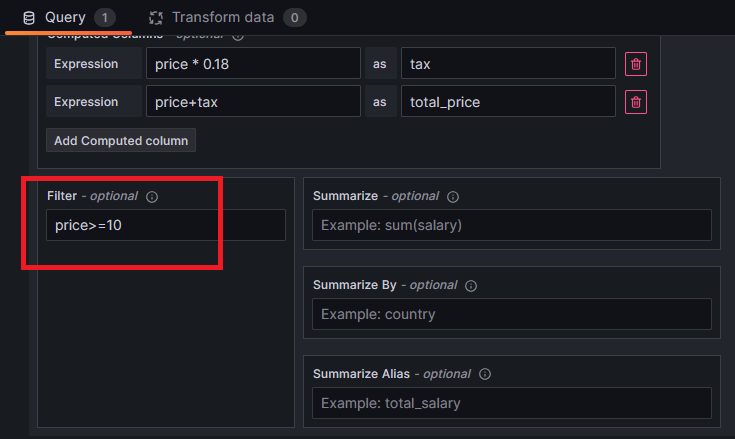 Query 1 Transform data 0
Computed Columns - optional
Expression price * 0.18 as tax
Expression price+tax as total_price
Add Computed column
Filter - optional
price>=10
Summarize - optional
Example: sum(salary)
Summarize By - optional
Example: country
Summarize Alias - optional
Example: total_salary